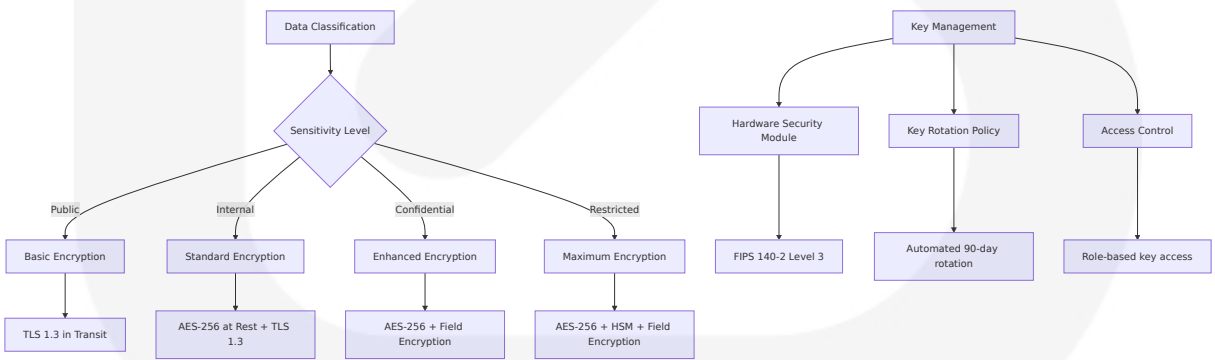 Data Classification
Key Management
Sensitivity Level
Hardware Security
Module
Key Rotation Policy
Access Control
Public
Internal
Confidential
Restricted
Basic Encryption
Standard Encryption
Enhanced Encryption
Maximum Encryption
FIPS 140-2 Level 3
Automated 90-day
rotation
Role-based key access
TLS 1.3 in Transit
AES-256 at Rest + TLS
1.3
AES-256 + Field
Encryption
AES-256 + HSM + Field
Encryption